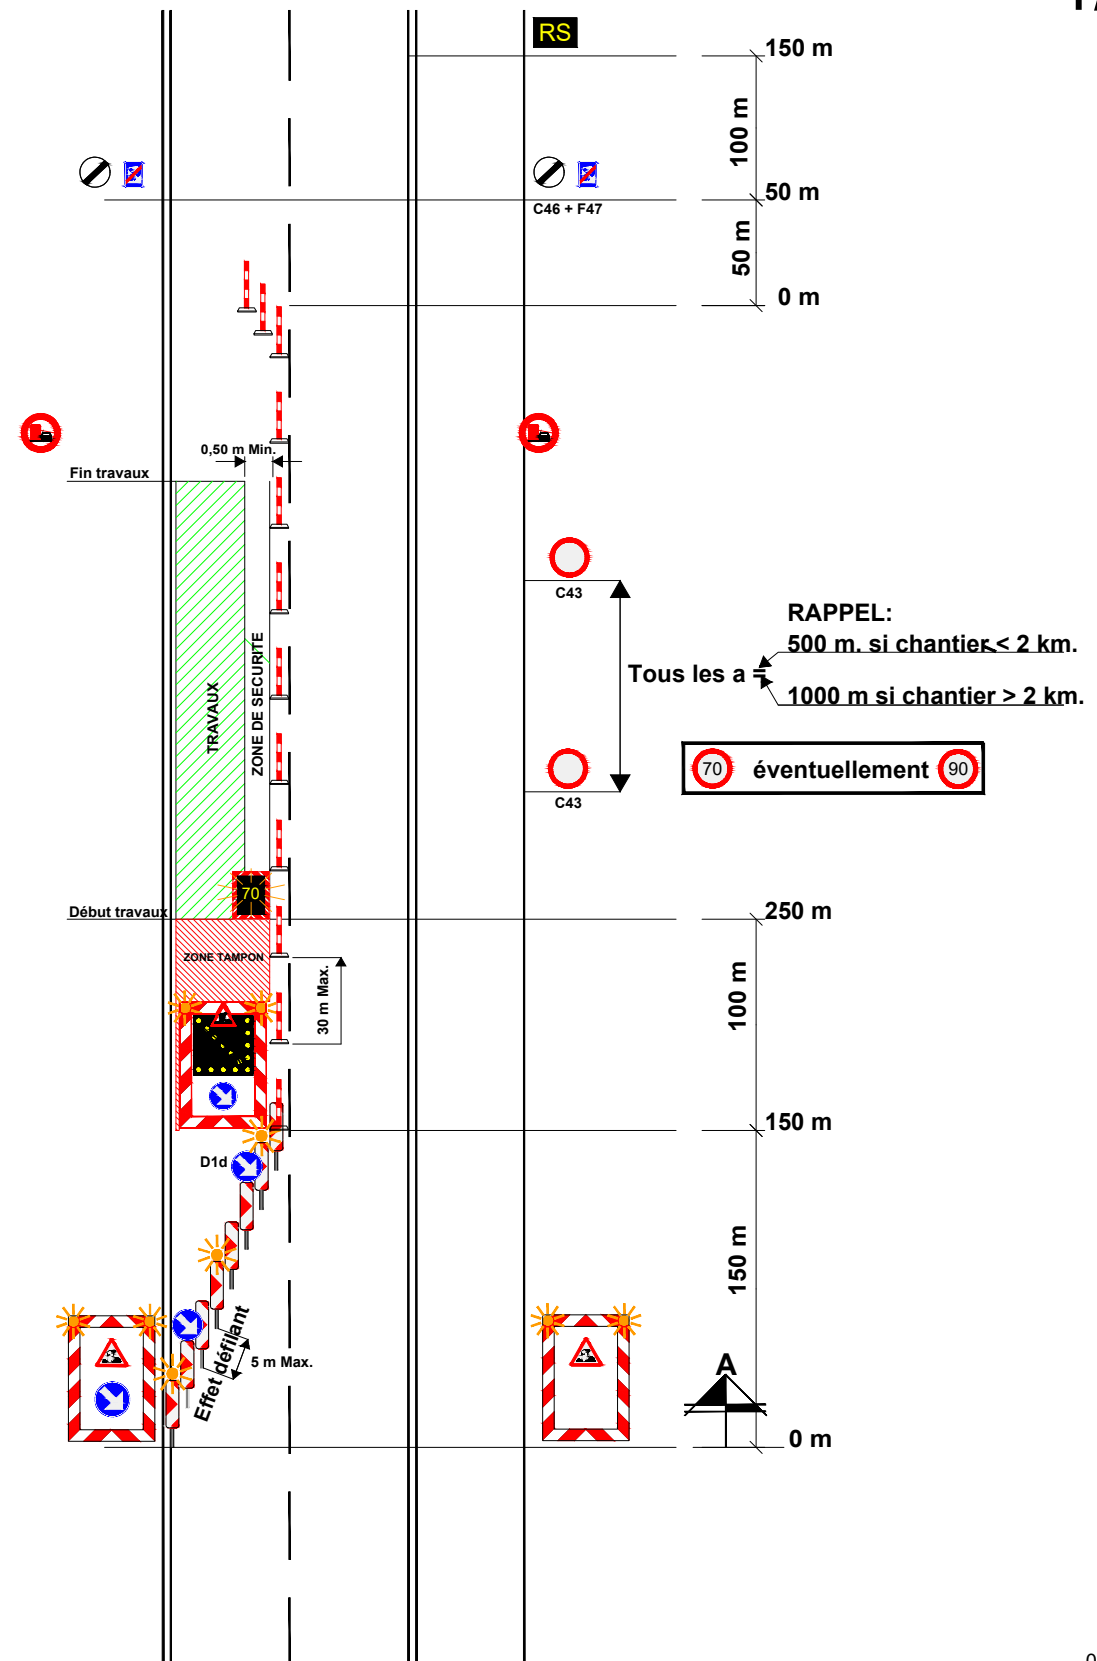 RS
150 m
100 m
50 m
C46 + F47
50 m
0 m
0,50 m Min.
Fin travaux
C43
RAPPEL:
500 m. si chantier < 2 km.
Tous les a =
1000 m si chantier > 2 km.
TRAVAUX
ZONE DE SECURITE
70 éventuellement 90
C43
70
Début travaux
250 m
ZONE TAMPON
30 m Max.
100 m
150 m
D1d
150 m
Effet défilant
5 m Max.
A
0 m